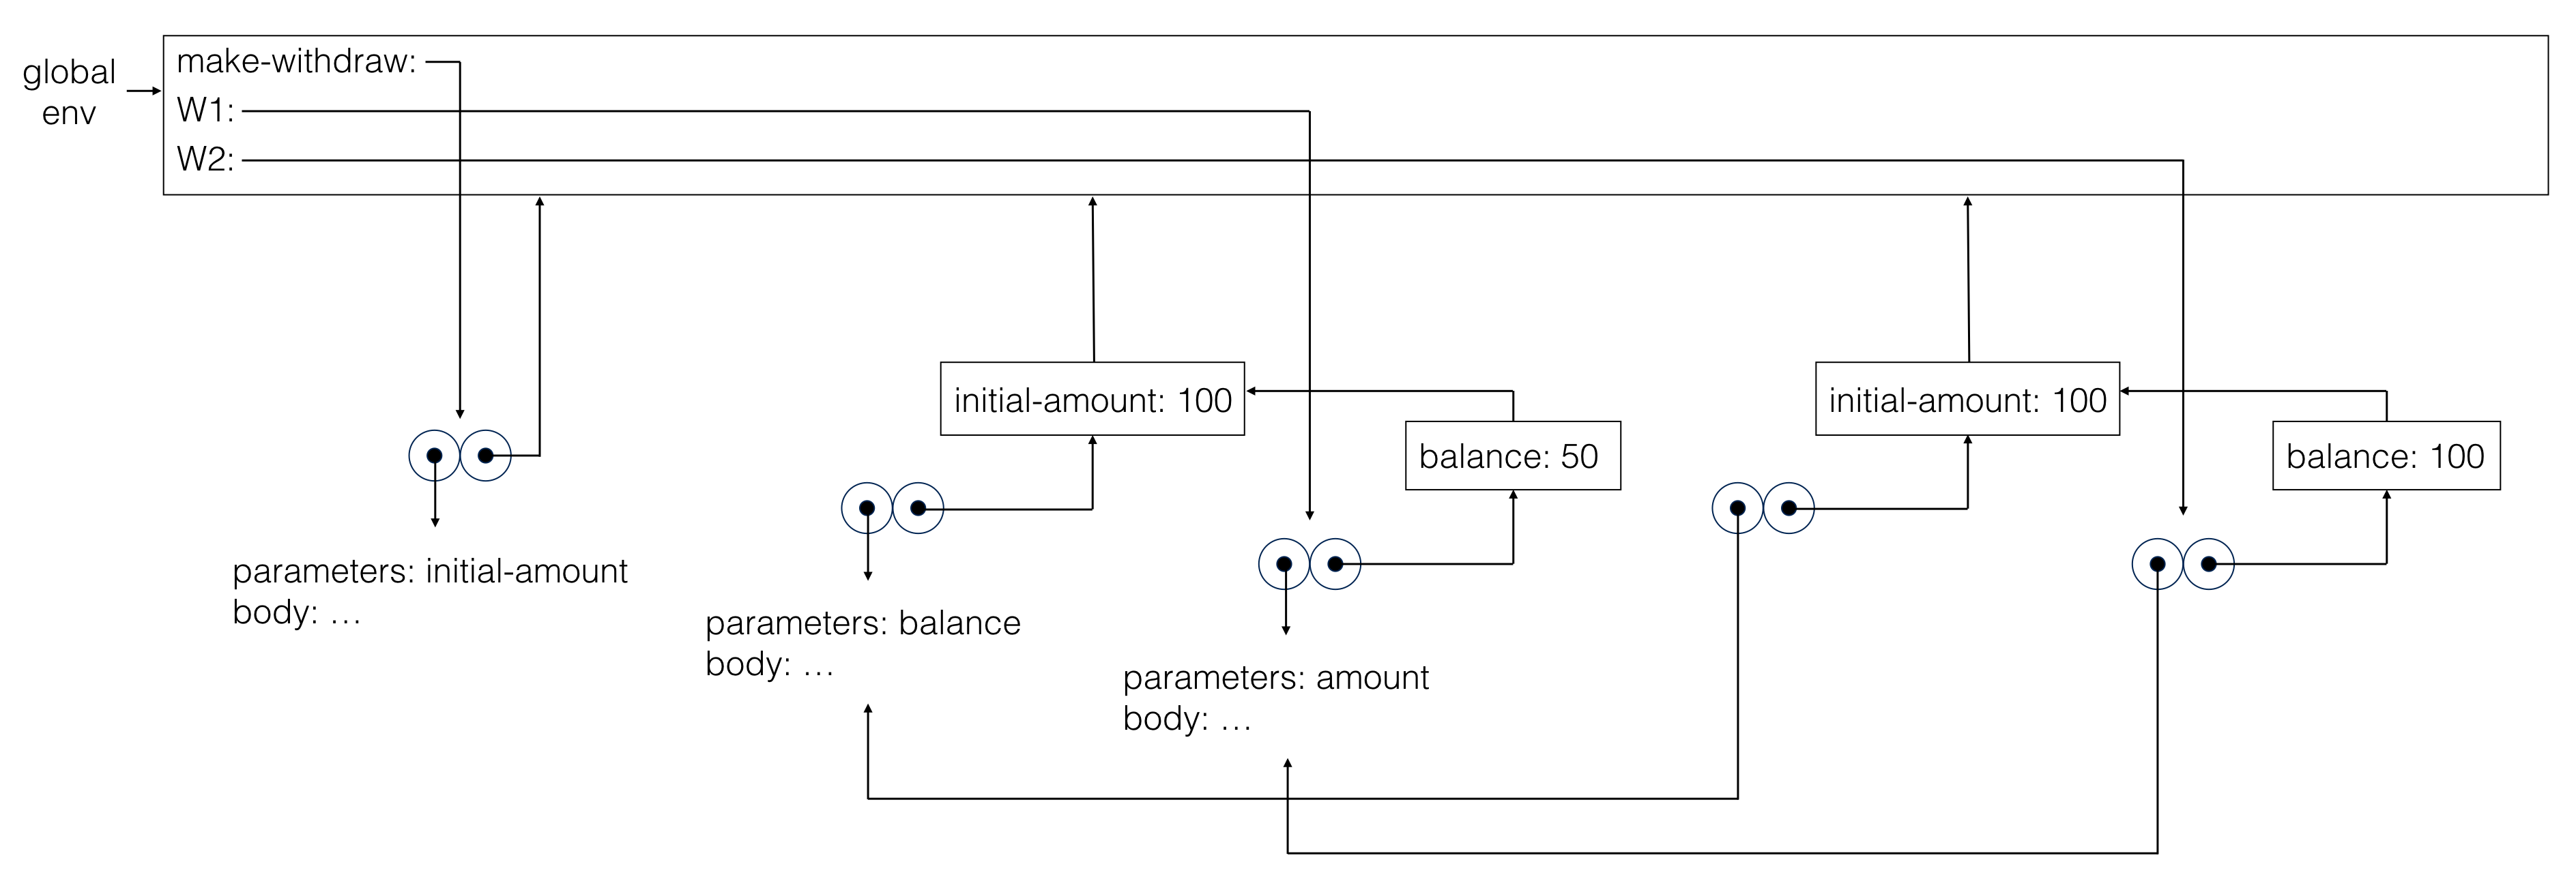 global
env
make-withdraw:
W1:
W2:
initial-amount: 100
balance: 50
initial-amount: 100
balance: 100
parameters: initial-amount
body: …
parameters: balance
body: …
parameters: amount
body: …